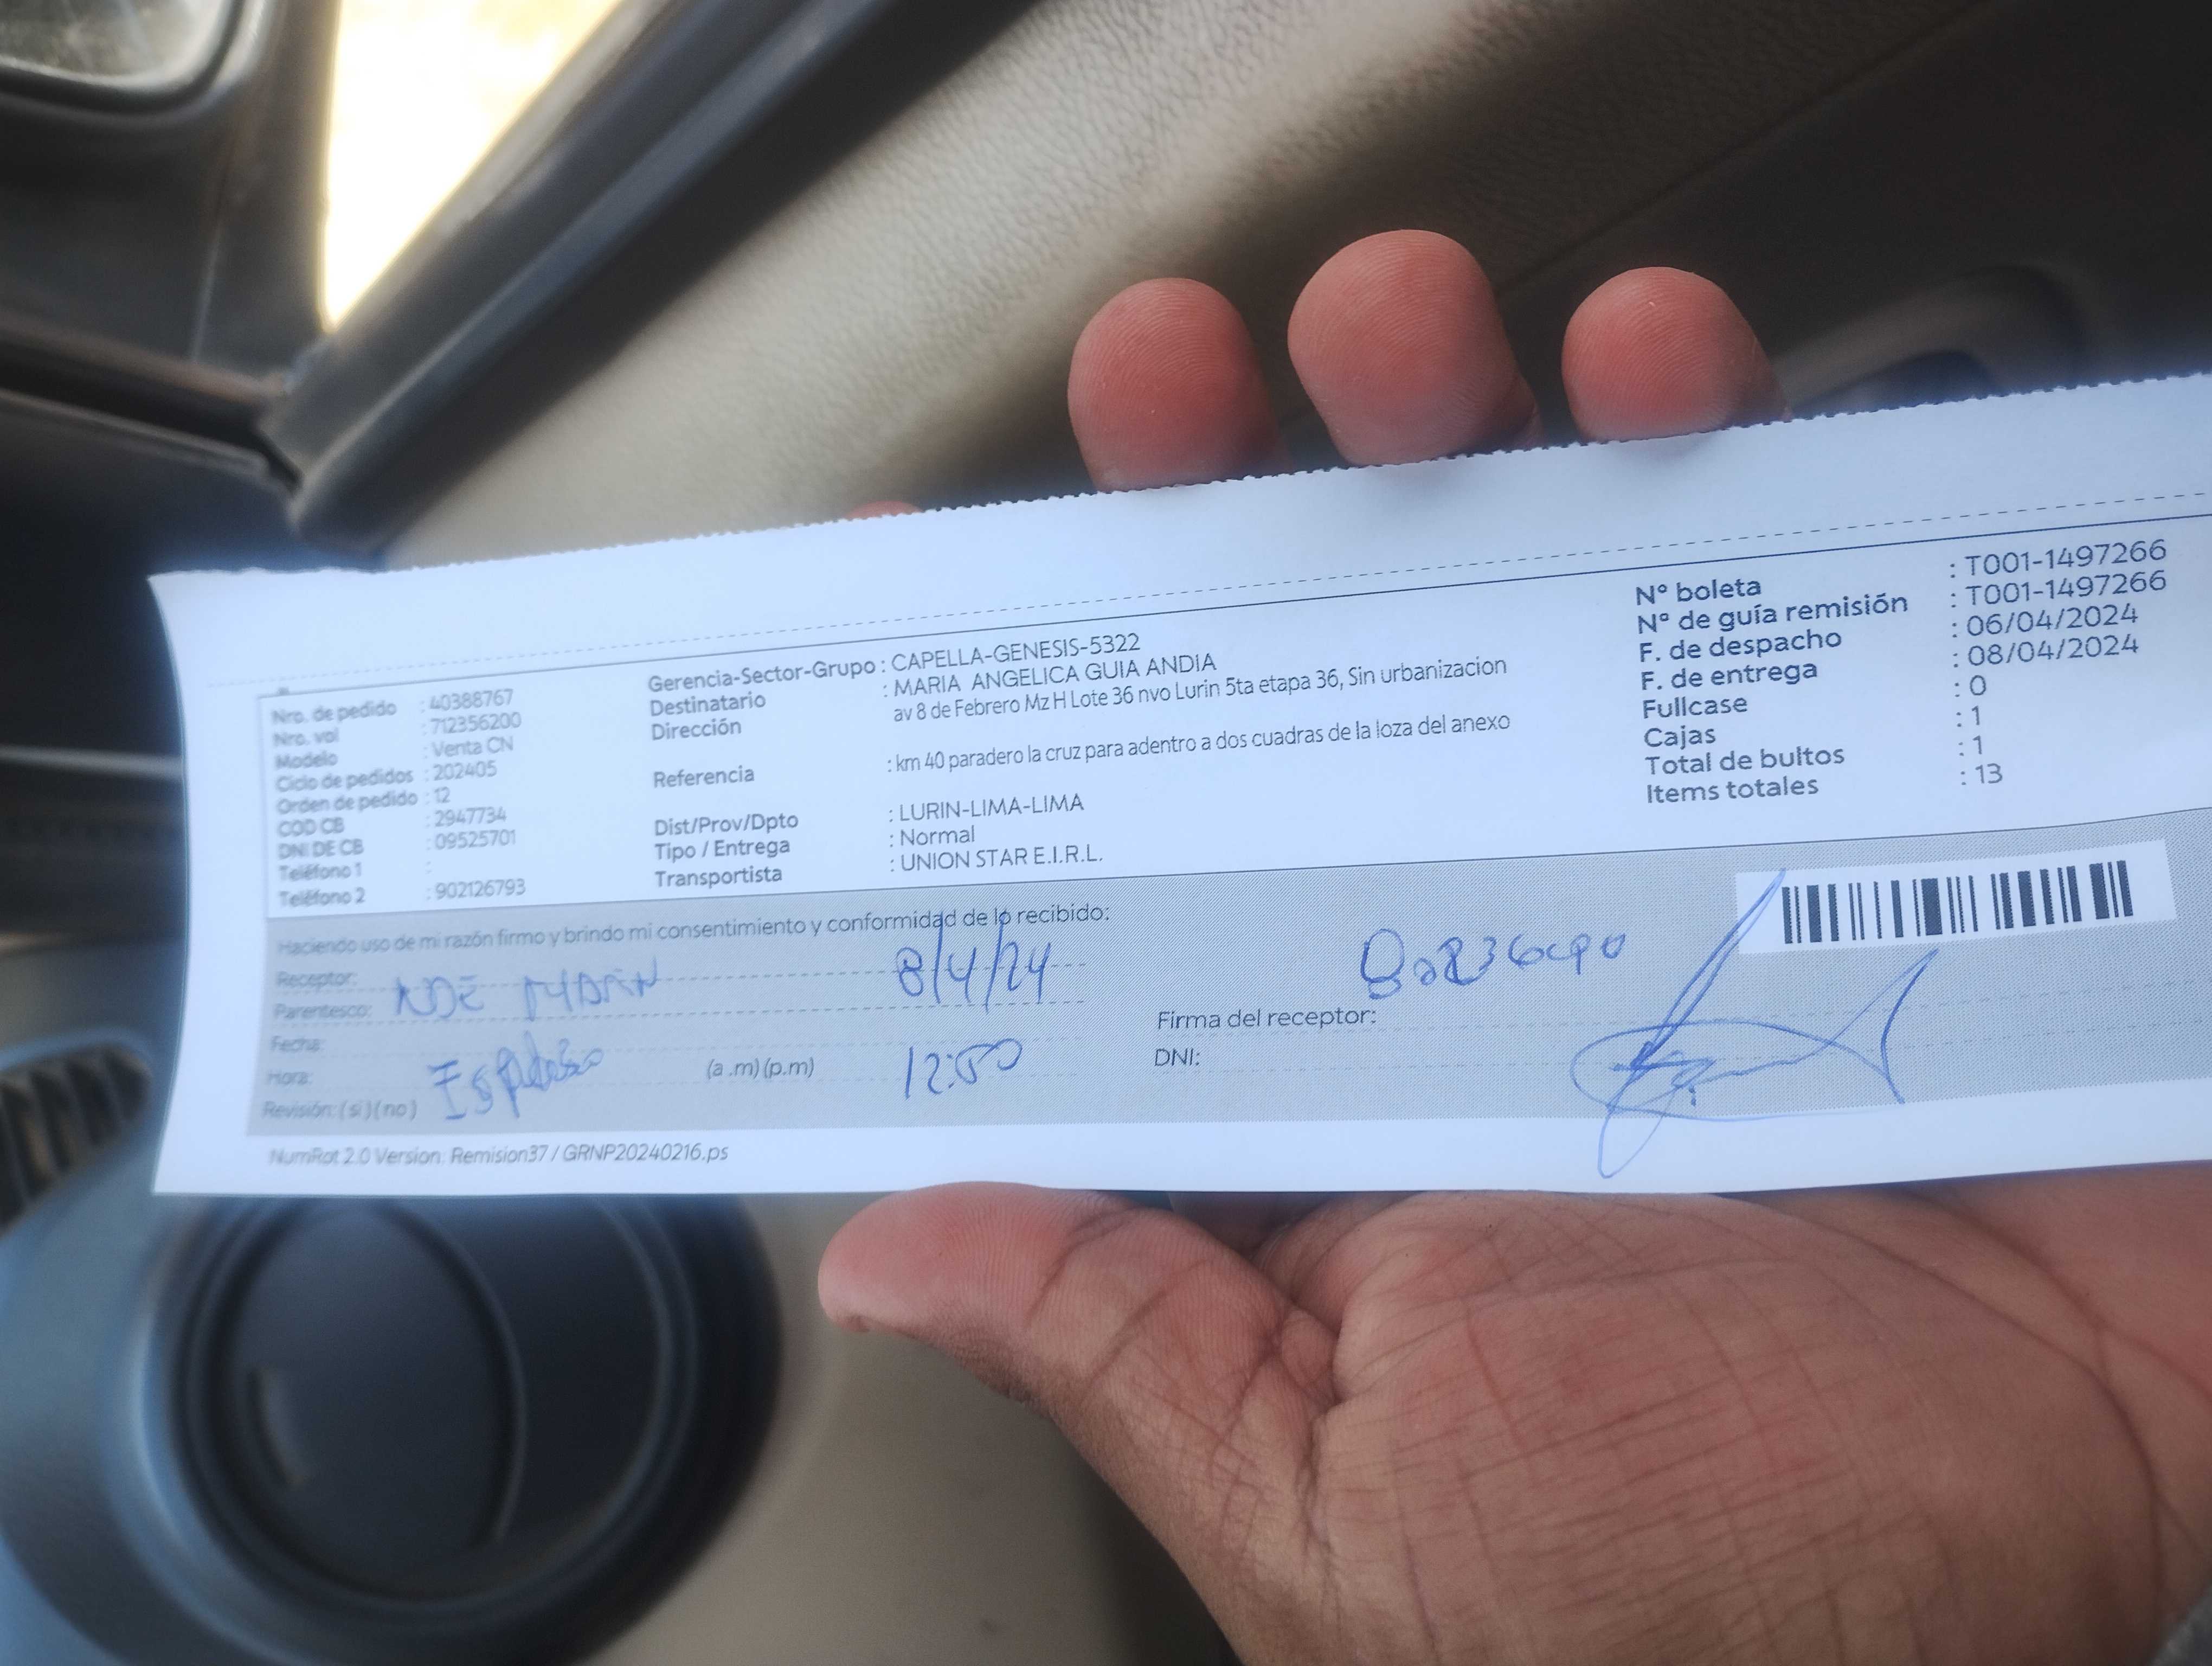 Nro. de pedido : 40388767
Nro. vol : 712356200
Modelo : Venta CN
Ciclo de pedidos : 202405
Orden de pedido : 12
COD CB : 2947734
DNI DE CB : 09525701
Teléfono 1 :
Teléfono 2 : 902126793
Gerencia-Sector-Grupo : CAPELLA-GENESIS-5322
Destinatario : MARIA ANGELICA GUIA ANDIA
Dirección av 8 de Febrero Mz H Lote 36 nvo Lurin 5ta etapa 36, Sin urbanizacion
Referencia : km 40 paradero la cruz para adentro a dos cuadras de la loza del anexo
Dist/Prov/Dpto : LURIN-LIMA-LIMA
Tipo / Entrega : Normal
Transportista : UNION STAR E.I.R.L.
Nº boleta : T001-1497266
Nº de guía remisión : T001-1497266
F. de despacho : 06/04/2024
F. de entrega : 08/04/2024
Fullcase : 0
Cajas : 1
Total de bultos : 1
Items totales : 13
Haciendo uso de mi razón firmo y brindo mi consentimiento y conformidad de lo recibido:
Receptor:
Parentesco: 8/4/24
Fecha: Firma del receptor:
Hora: (a .m) (p.m) 12:50 DNI:
Revisión: ( si ) ( no )
NumRot 2.0 Version: Remision37 / GRNP20240216.ps